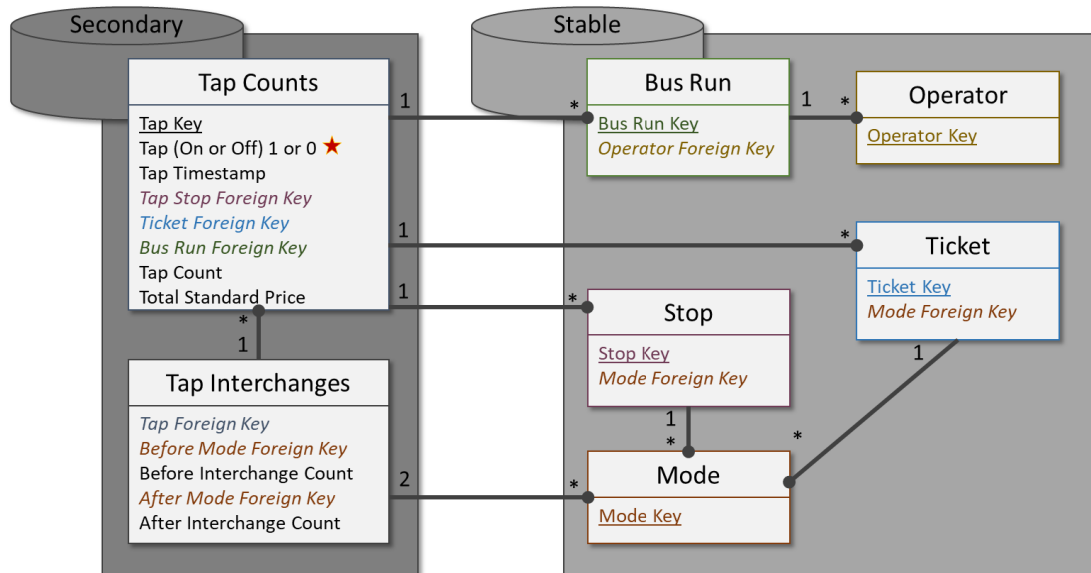 Secondary
Stable
Tap Counts
Tap Key
Tap (On or Off) 1 or 0
Tap Timestamp
Tap Stop Foreign Key
Ticket Foreign Key
Bus Run Foreign Key
Tap Count
Total Standard Price
1
*
Bus Run
Bus Run Key
Operator Foreign Key
1
*
Operator
Operator Key
1
*
Ticket
Ticket Key
Mode Foreign Key
1
*
Stop
Stop Key
Mode Foreign Key
*
1
Tap Interchanges
Tap Foreign Key
Before Mode Foreign Key
Before Interchange Count
After Mode Foreign Key
After Interchange Count
1
*
1
*
2
*
Mode
Mode Key